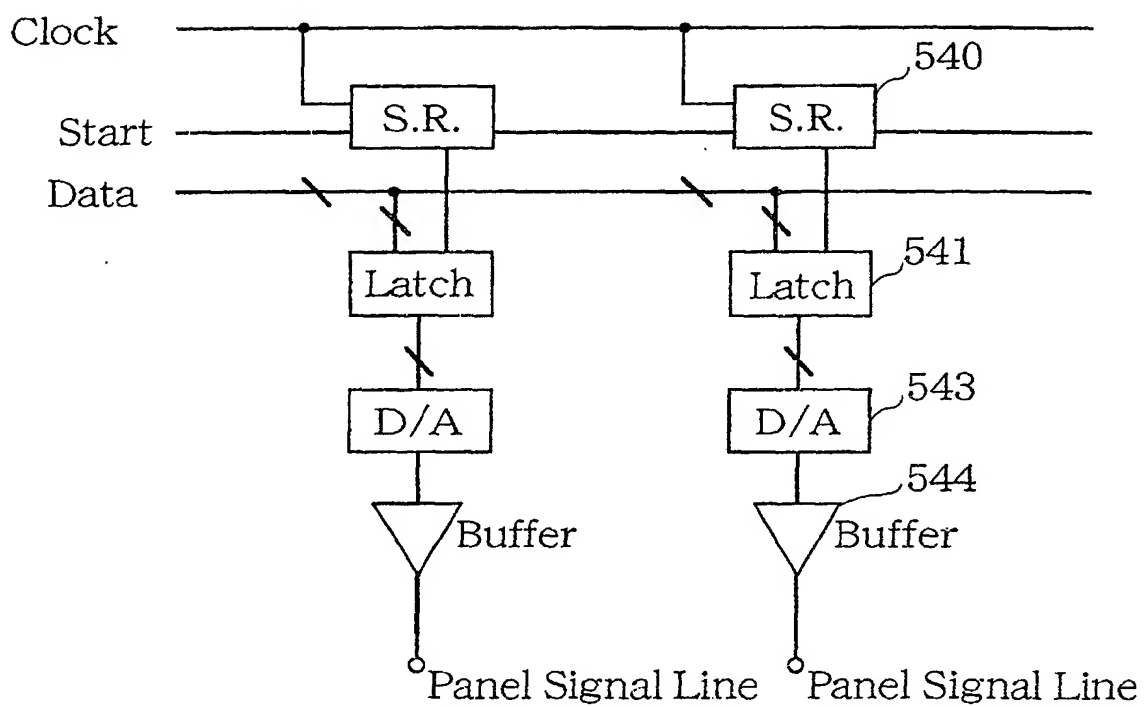 Clock
540
S.R. S.R.
Start
Data
541
Latch Latch
543
D/A D/A
544
Buffer Buffer
Panel Signal Line Panel Signal Line